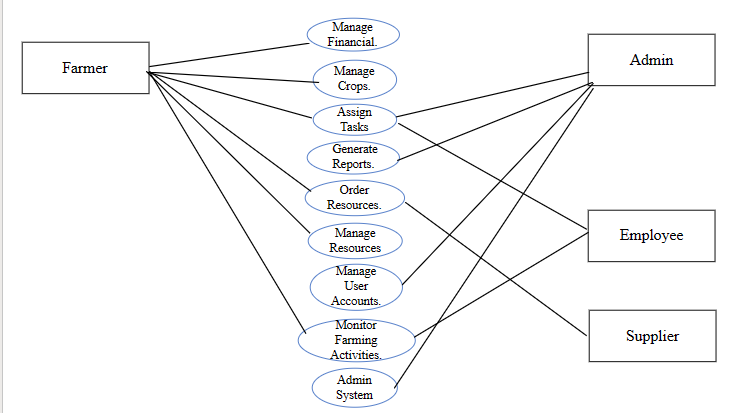 Farmer
Manage
Financial.
Manage
Crops.
Assign
Tasks
Generate
Reports.
Order
Resources.
Manage
Resources
Manage
User
Accounts.
Monitor
Farming
Activities.
Admin
System
Admin
Employee
Supplier